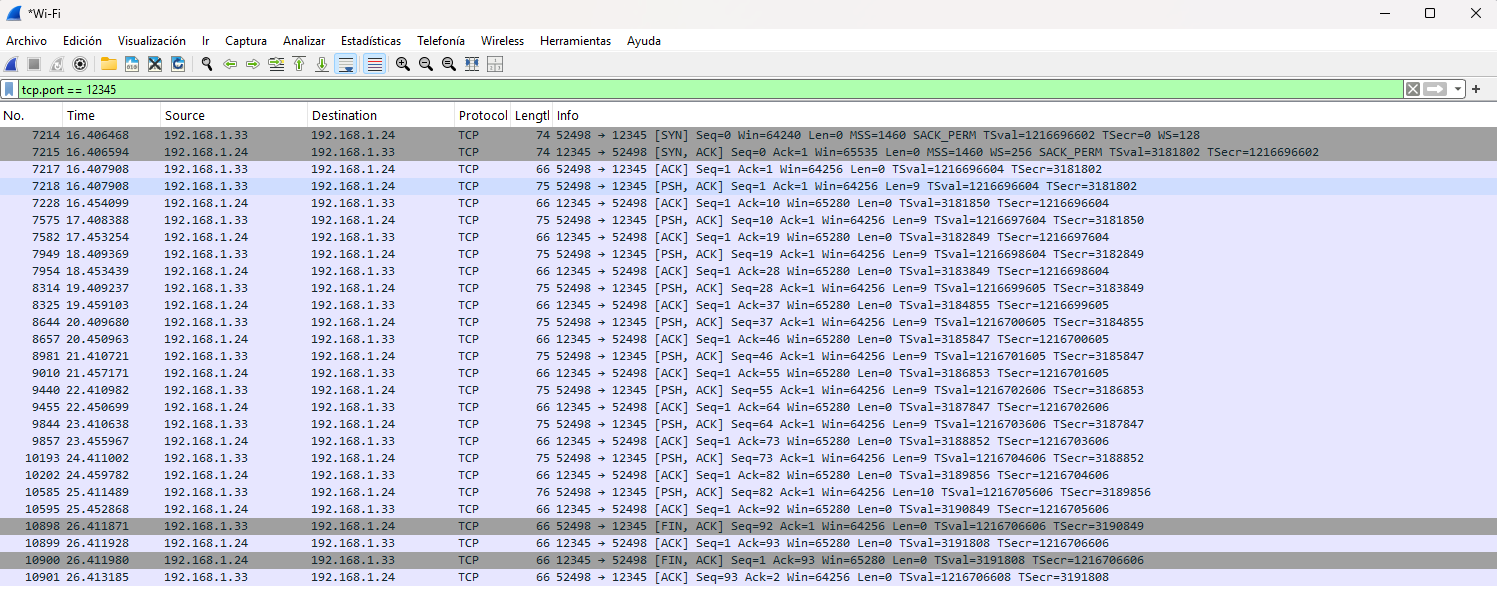 *Wi-Fi
Archivo Edición Visualización Ir Captura Analizar Estadísticas Telefonía Wireless Herramientas Ayuda
tcp.port == 12345
No. Time Source Destination Protocol Lengtl Info
7214 16.406468 192.168.1.33 192.168.1.24 TCP 74 52498 → 12345 [SYN] Seq=0 Win=64240 Len=0 MSS=1460 SACK_PERM TSval=1216696602 TSecr=0 WS=128
7215 16.406594 192.168.1.24 192.168.1.33 TCP 74 12345 → 52498 [SYN, ACK] Seq=0 Ack=1 Win=65535 Len=0 MSS=1460 WS=256 SACK_PERM TSval=3181802 TSecr=1216696602
7217 16.407908 192.168.1.33 192.168.1.24 TCP 66 52498 → 12345 [ACK] Seq=1 Ack=1 Win=64256 Len=0 TSval=1216696604 TSecr=3181802
7218 16.407908 192.168.1.33 192.168.1.24 TCP 75 52498 → 12345 [PSH, ACK] Seq=1 Ack=1 Win=64256 Len=9 TSval=1216696604 TSecr=3181802
7228 16.454099 192.168.1.24 192.168.1.33 TCP 66 12345 → 52498 [ACK] Seq=1 Ack=10 Win=65280 Len=0 TSval=3181850 TSecr=1216696604
7575 17.408388 192.168.1.33 192.168.1.24 TCP 75 52498 → 12345 [PSH, ACK] Seq=10 Ack=1 Win=64256 Len=9 TSval=1216697604 TSecr=3181850
7582 17.453254 192.168.1.24 192.168.1.33 TCP 66 12345 → 52498 [ACK] Seq=1 Ack=19 Win=65280 Len=0 TSval=3182849 TSecr=1216697604
7949 18.409369 192.168.1.33 192.168.1.24 TCP 75 52498 → 12345 [PSH, ACK] Seq=19 Ack=1 Win=64256 Len=9 TSval=1216698604 TSecr=3182849
7954 18.453439 192.168.1.24 192.168.1.33 TCP 66 12345 → 52498 [ACK] Seq=1 Ack=28 Win=65280 Len=0 TSval=3183849 TSecr=1216698604
8314 19.409237 192.168.1.33 192.168.1.24 TCP 75 52498 → 12345 [PSH, ACK] Seq=28 Ack=1 Win=64256 Len=9 TSval=1216699605 TSecr=3183849
8325 19.459103 192.168.1.24 192.168.1.33 TCP 66 12345 → 52498 [ACK] Seq=1 Ack=37 Win=65280 Len=0 TSval=3184855 TSecr=1216699605
8644 20.409680 192.168.1.33 192.168.1.24 TCP 75 52498 → 12345 [PSH, ACK] Seq=37 Ack=1 Win=64256 Len=9 TSval=1216700605 TSecr=3184855
8657 20.450963 192.168.1.24 192.168.1.33 TCP 66 12345 → 52498 [ACK] Seq=1 Ack=46 Win=65280 Len=0 TSval=3185847 TSecr=1216700605
8981 21.410721 192.168.1.33 192.168.1.24 TCP 75 52498 → 12345 [PSH, ACK] Seq=46 Ack=1 Win=64256 Len=9 TSval=1216701605 TSecr=3185847
9010 21.457171 192.168.1.24 192.168.1.33 TCP 66 12345 → 52498 [ACK] Seq=1 Ack=55 Win=65280 Len=0 TSval=3186853 TSecr=1216701605
9440 22.410982 192.168.1.33 192.168.1.24 TCP 75 52498 → 12345 [PSH, ACK] Seq=55 Ack=1 Win=64256 Len=9 TSval=1216702606 TSecr=3186853
9455 22.450699 192.168.1.24 192.168.1.33 TCP 66 12345 → 52498 [ACK] Seq=1 Ack=64 Win=65280 Len=0 TSval=3187847 TSecr=1216702606
9844 23.410638 192.168.1.33 192.168.1.24 TCP 75 52498 → 12345 [PSH, ACK] Seq=64 Ack=1 Win=64256 Len=9 TSval=1216703606 TSecr=3187847
9857 23.455967 192.168.1.24 192.168.1.33 TCP 66 12345 → 52498 [ACK] Seq=1 Ack=73 Win=65280 Len=0 TSval=3188852 TSecr=1216703606
10193 24.411002 192.168.1.33 192.168.1.24 TCP 75 52498 → 12345 [PSH, ACK] Seq=73 Ack=1 Win=64256 Len=9 TSval=1216704606 TSecr=3188852
10202 24.459782 192.168.1.24 192.168.1.33 TCP 66 12345 → 52498 [ACK] Seq=1 Ack=82 Win=65280 Len=0 TSval=3189856 TSecr=1216704606
10585 25.411489 192.168.1.33 192.168.1.24 TCP 76 52498 → 12345 [PSH, ACK] Seq=82 Ack=1 Win=64256 Len=10 TSval=1216705606 TSecr=3189856
10595 25.452868 192.168.1.24 192.168.1.33 TCP 66 12345 → 52498 [ACK] Seq=1 Ack=92 Win=65280 Len=0 TSval=3190849 TSecr=1216705606
10898 26.411871 192.168.1.33 192.168.1.24 TCP 66 52498 → 12345 [FIN, ACK] Seq=92 Ack=1 Win=64256 Len=0 TSval=1216706606 TSecr=3190849
10899 26.411928 192.168.1.24 192.168.1.33 TCP 66 12345 → 52498 [ACK] Seq=1 Ack=93 Win=65280 Len=0 TSval=3191808 TSecr=1216706606
10900 26.411980 192.168.1.24 192.168.1.33 TCP 66 12345 → 52498 [FIN, ACK] Seq=1 Ack=93 Win=65280 Len=0 TSval=3191808 TSecr=1216706606
10901 26.413185 192.168.1.33 192.168.1.24 TCP 66 52498 → 12345 [ACK] Seq=93 Ack=2 Win=64256 Len=0 TSval=1216706608 TSecr=3191808